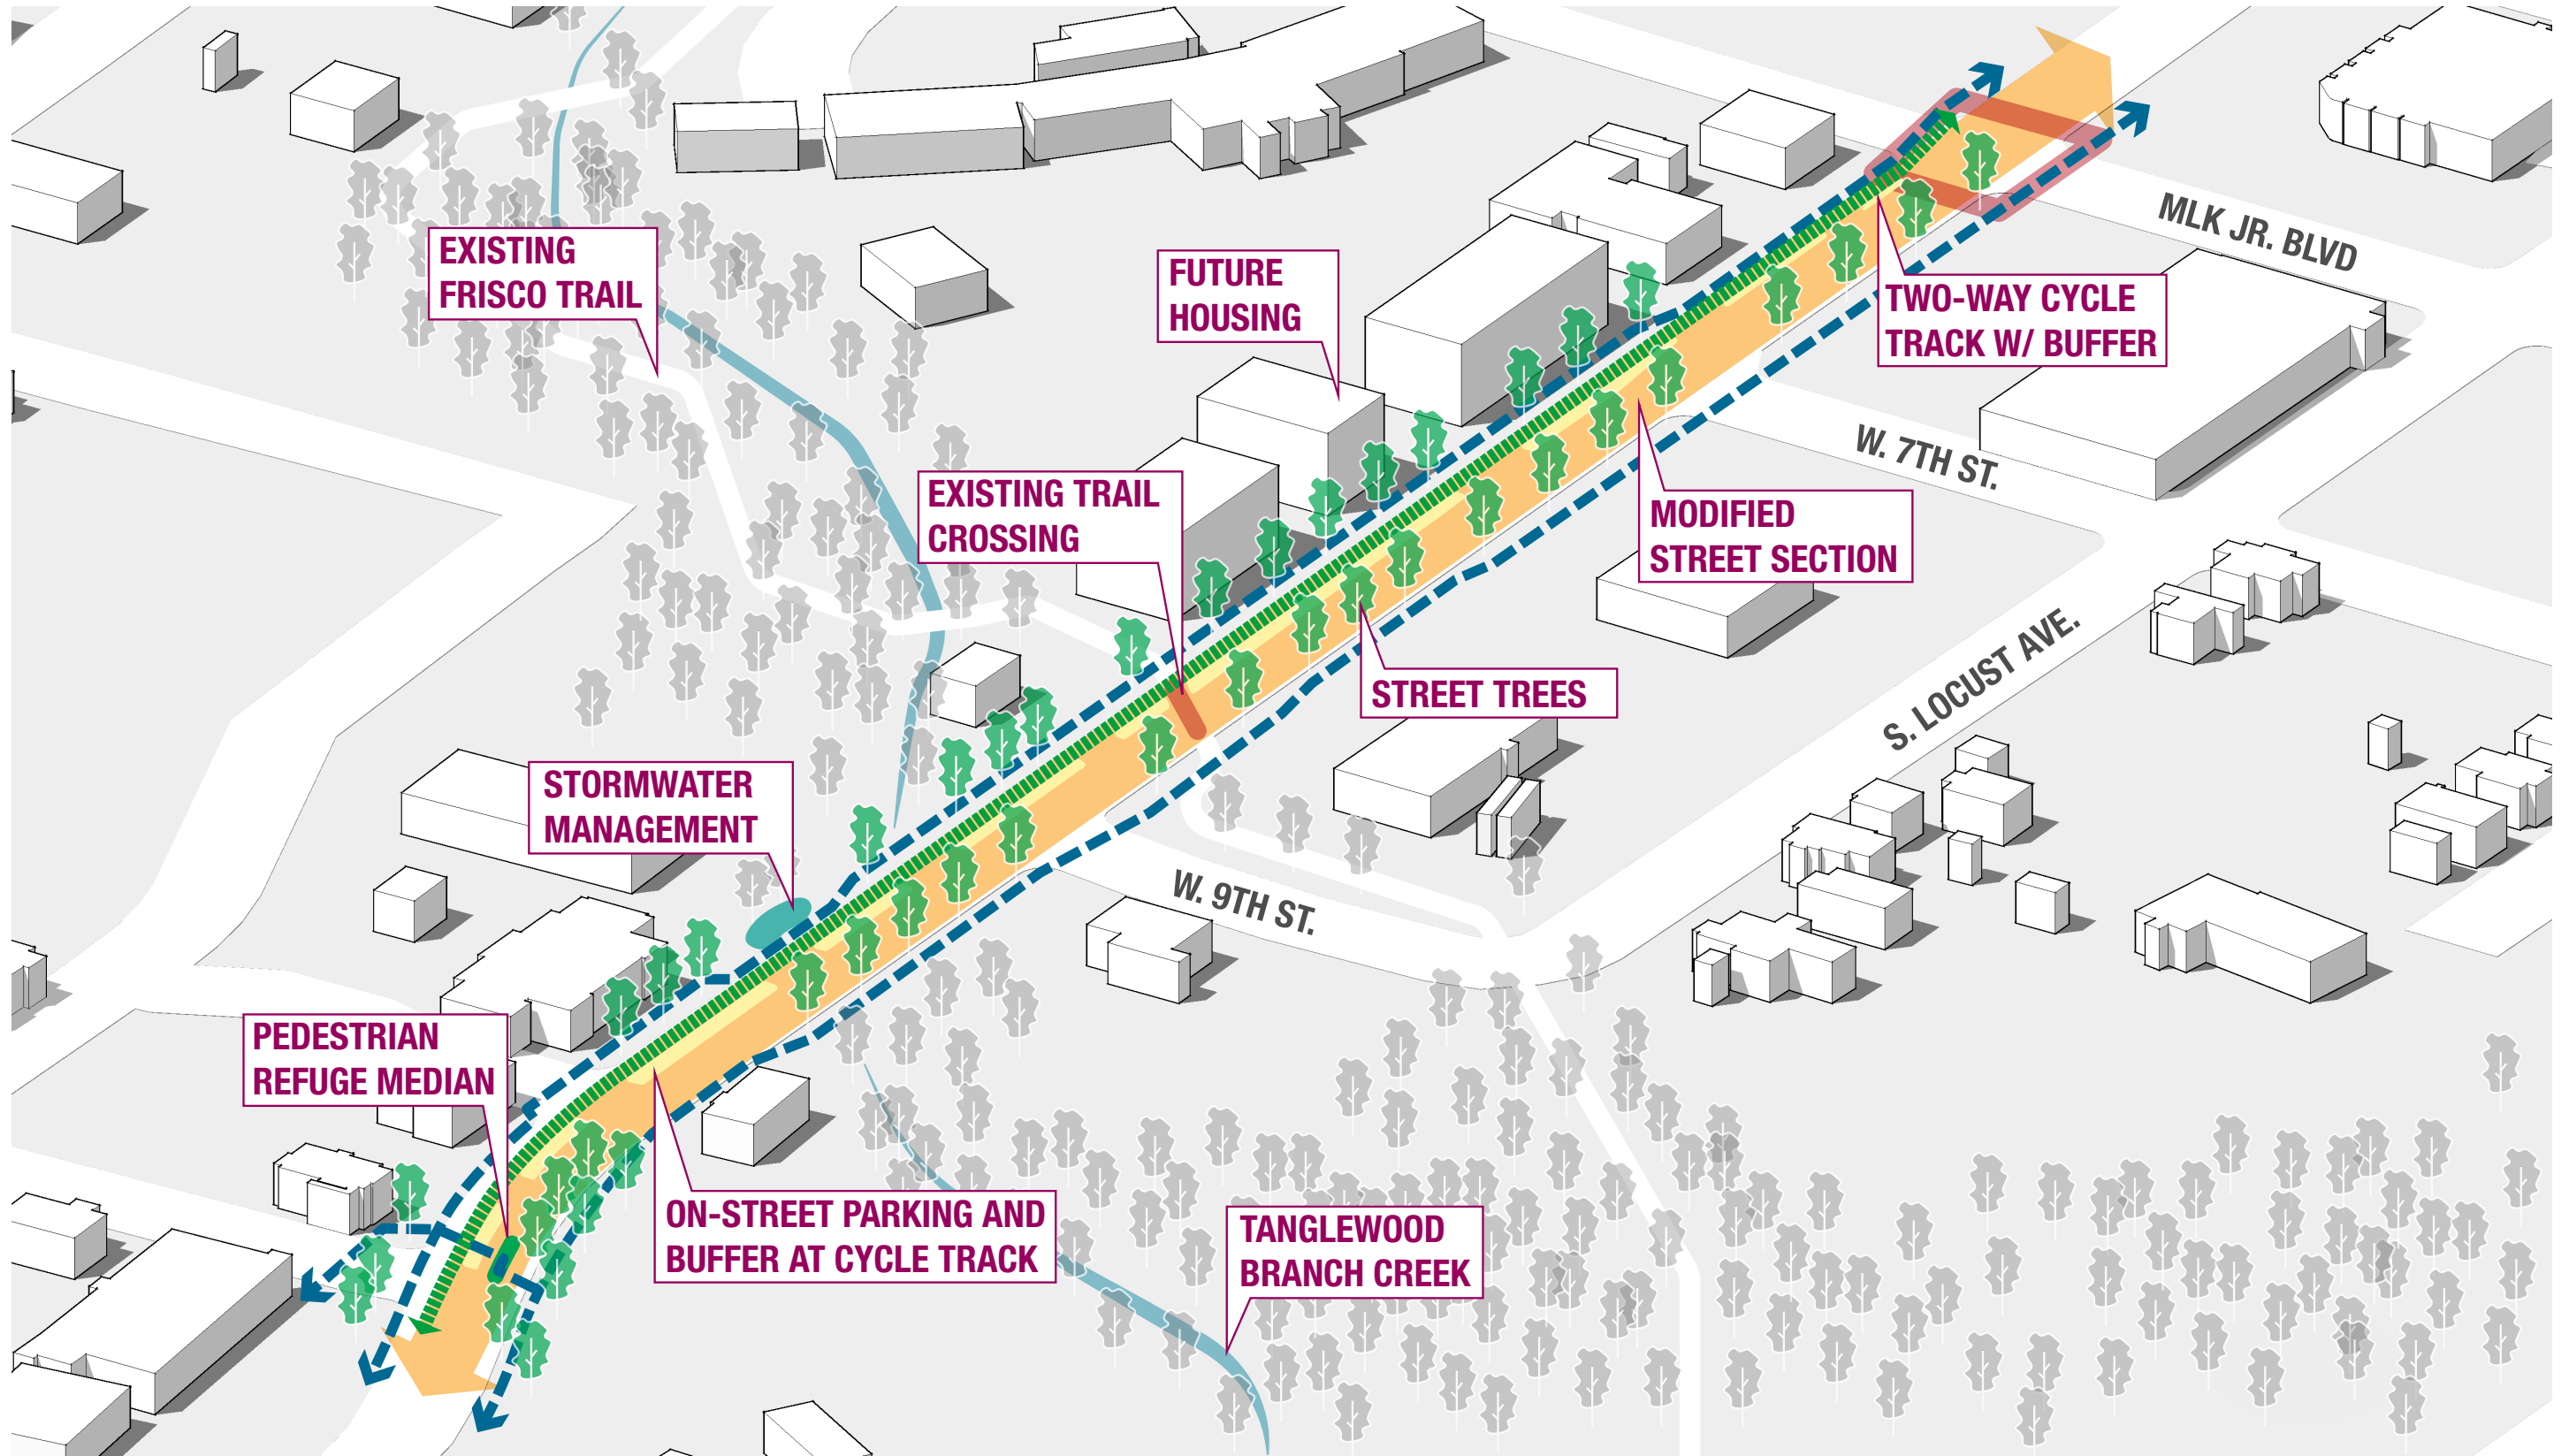 EXISTING
FRISCO TRAIL
FUTURE
HOUSING
MLK JR. BLVD
TWO-WAY CYCLE
TRACK W/ BUFFER
W. 7TH ST.
EXISTING TRAIL
CROSSING
MODIFIED
STREET SECTION
S. LOCUST AVE.
STREET TREES
STORMWATER
MANAGEMENT
W. 9TH ST.
PEDESTRIAN
REFUGE MEDIAN
ON-STREET PARKING AND
BUFFER AT CYCLE TRACK
TANGLEWOOD
BRANCH CREEK